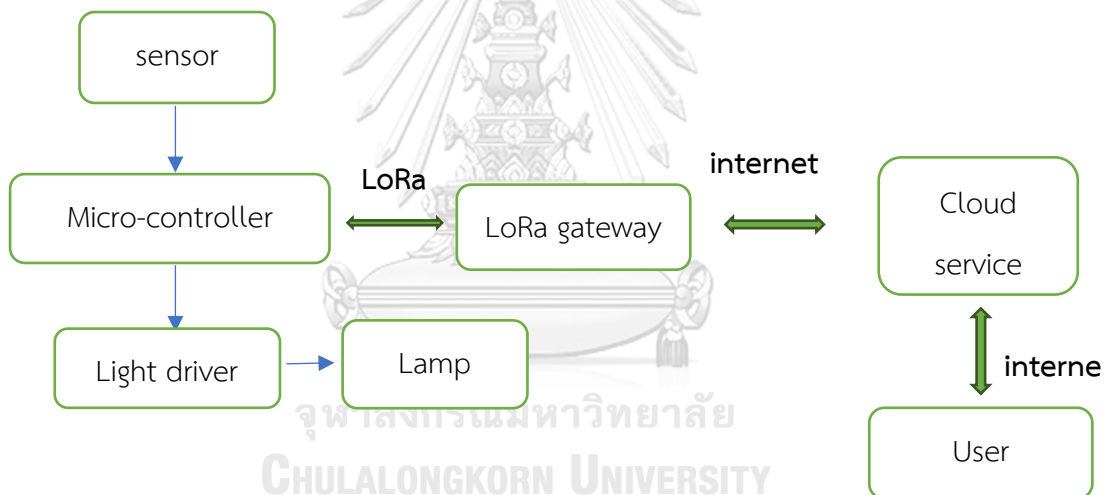 sensor
Micro-controller
LoRa
LoRa gateway
internet
Cloud
service
Light driver
Lamp
interne
User
จุฬาลงกรณ์มหาวิทยาลัย
CHULALONGKORN UNIVERSITY